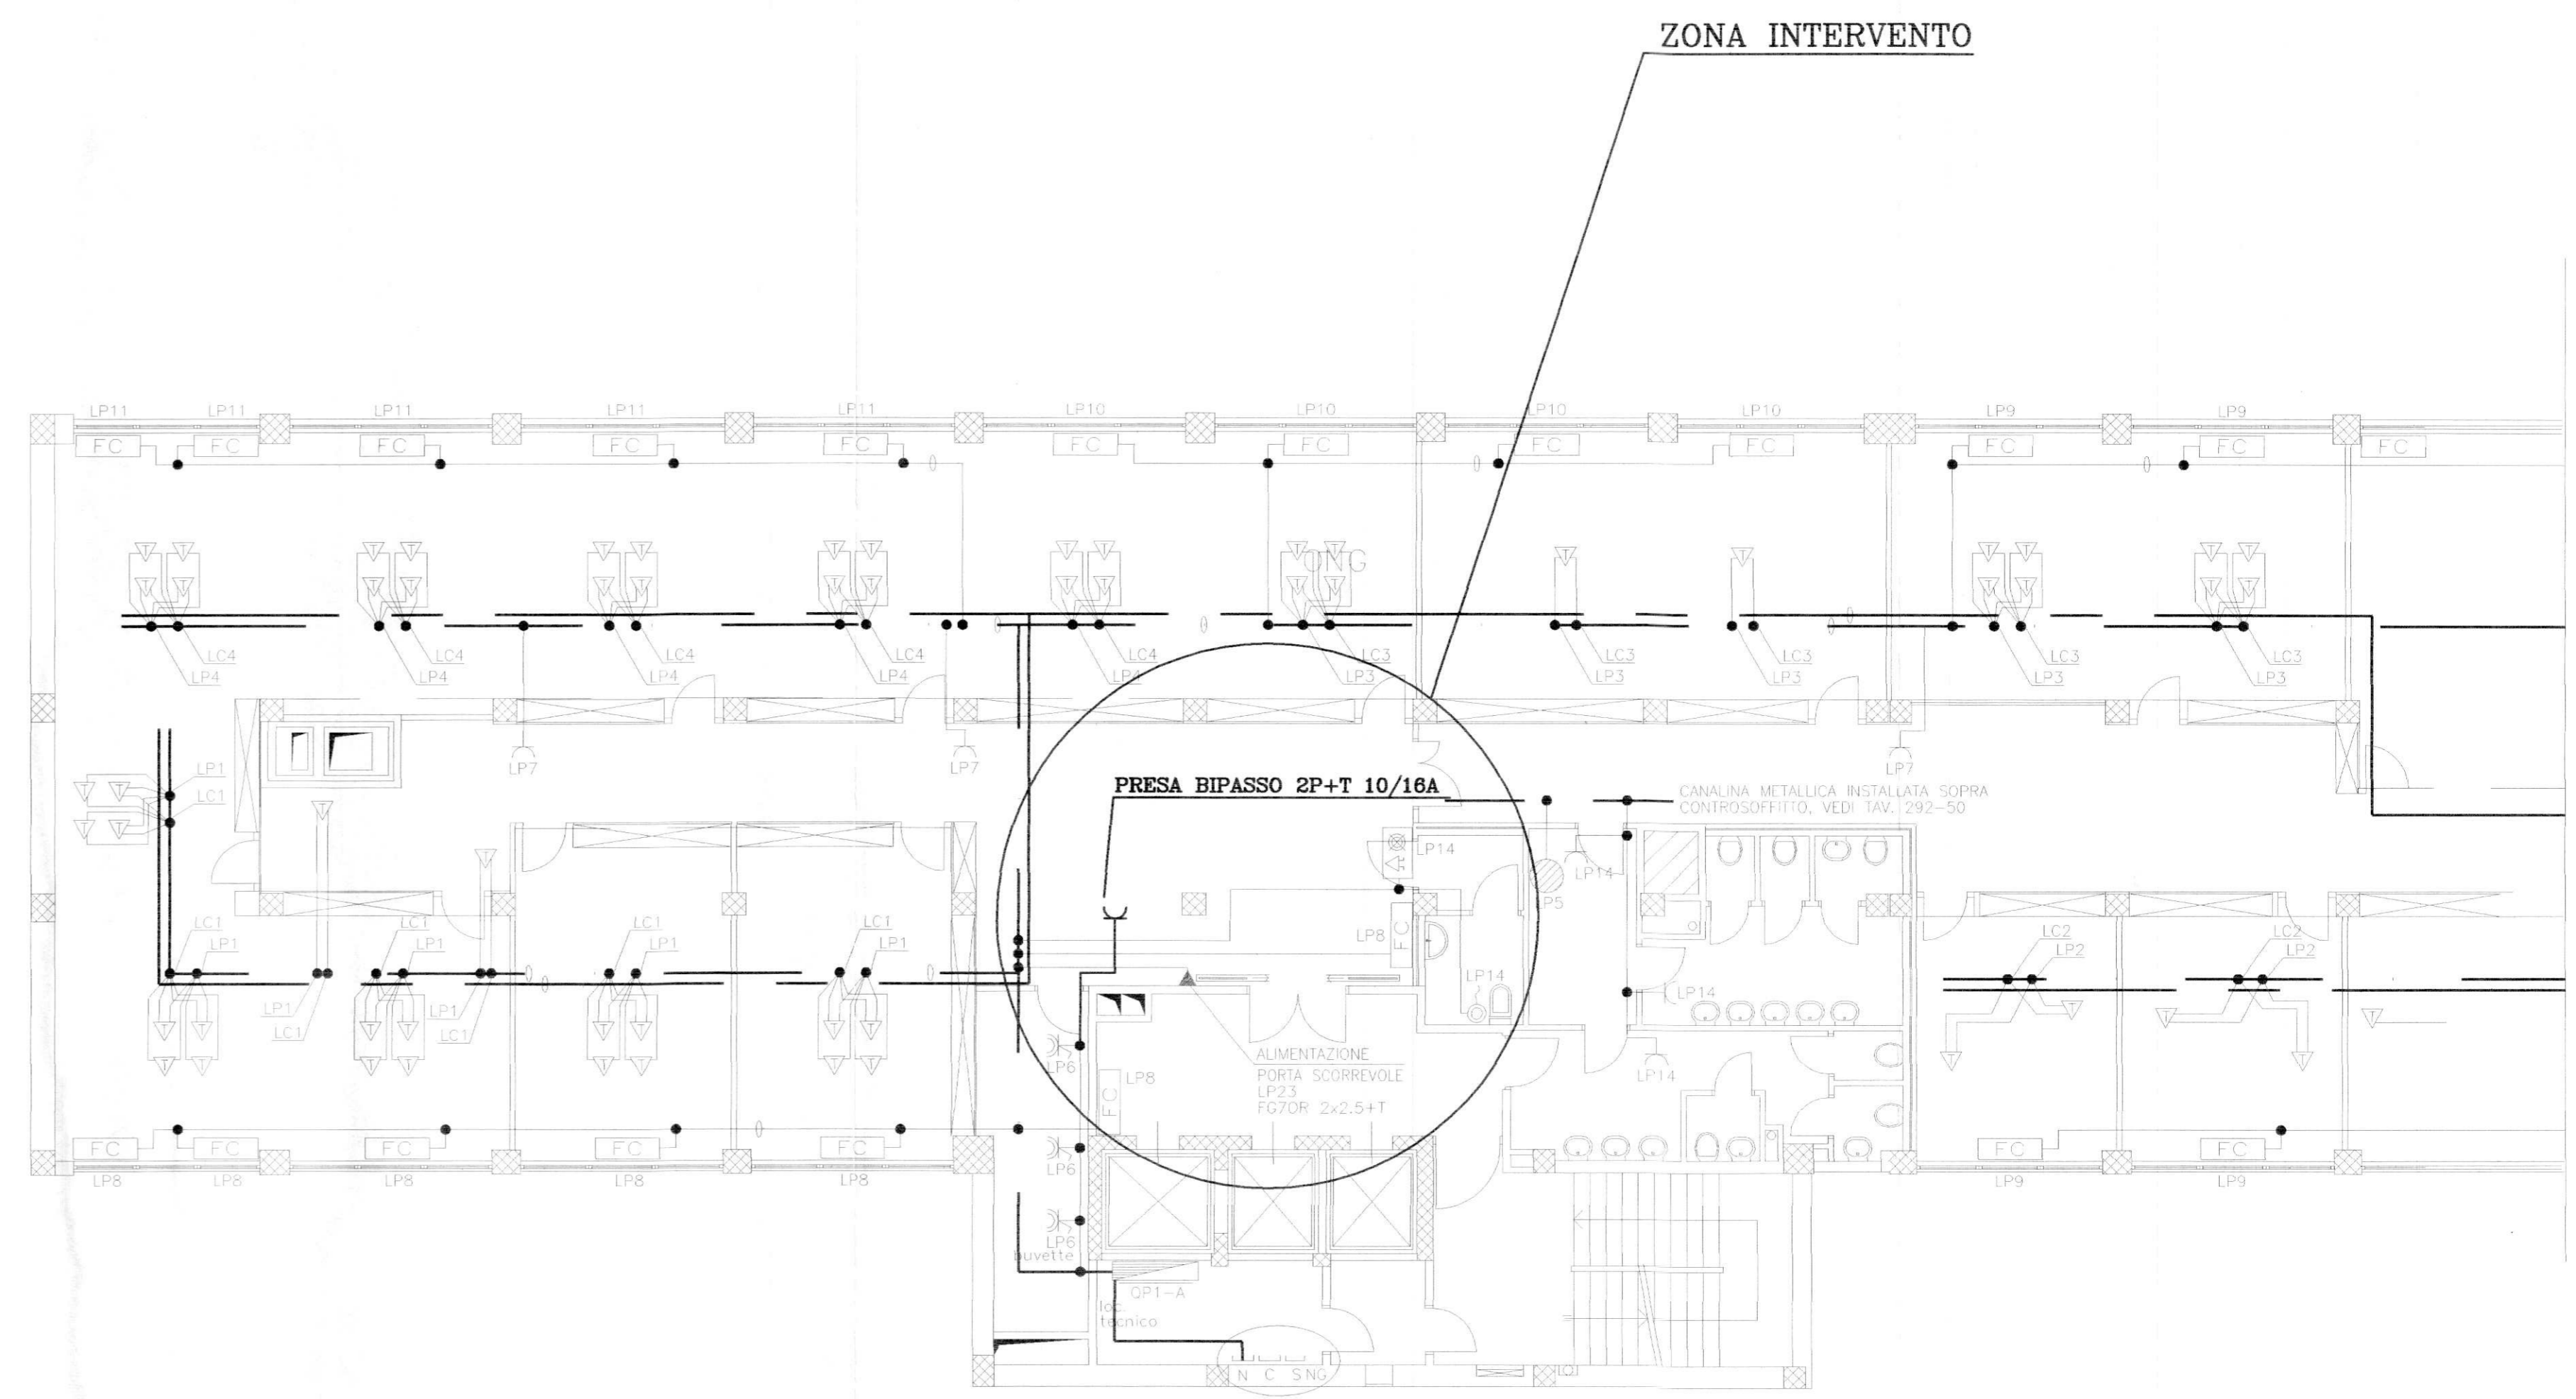 ZONA INTERVENTO
LP11 LP11 LP11 LP11 LP11 LP10 LP10 LP10 LP10 LP9 LP9
FC FC FC FC FC FC FC FC FC FC FC FC
T T T T T T T T T T T T T T T T T T
ONG
T T T T T T T T T T T T T T T T
LC4 LC4 LC4 LC4 LC4 LC3 LC3 LC3 LC3 LC3
LP4 LP4 LP4 LP4 LP4 LP3 LP3 LP3 LP3 LP3
LP7 LP7 LP7
LP1
T T
LC1
T T
T
T
PRESA BIPASSO 2P+T 10/16A
CANALINA METALLICA INSTALLATA SOPRA
CONTROSOFFITTO, VEDI TAV. 292-50
LP14
LP14
LP5
LP8
FC
LC1 LC1 LC1 LC1
LP1 LP1 LP1 LP1
LP1 LP1
LC1 LC1
T T T T T T T T
T T T T T T T T
LP14
LP14
LC2 LC2
LP2 LP2
T T T
T T
LP6
LP8
FC
ALIMENTAZIONE
PORTA SCORREVOLE
LP23
FG7OR 2x2.5+T
LP14
FC FC FC FC FC FC FC
LP8 LP8 LP8 LP8 LP8 LP9 LP9
LP6
LP6
buvette
QP1-A
loc.
tecnico
N C S NG